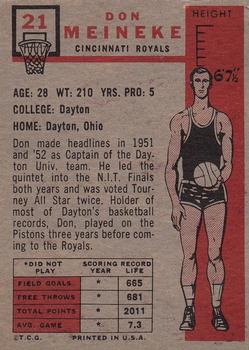 21
DON
MEINEKE
CINCINNATI ROYALS
HEIGHT
6'7½"
AGE: 28 WT: 210 YRS. PRO: 5
COLLEGE: Dayton
HOME: Dayton, Ohio
Don made headlines in 1951
and '52 as Captain of the Day
ton Univ. team. He led the
quintet into the N.I.T. Finals
both years and was voted Tour
ney All Star twice. Holder of
most of Dayton's basketball
records, Don, played on the
Pistons three years before com
ing to the Royals.
*DID NOT PLAY SCORING RECORD YEAR LIFE
FIELD GOALS * 665
FREE THROWS * 681
TOTAL POINTS * 2011
AVG. GAME * 7.3
© T.C.G. PRINTED IN U.S.A.